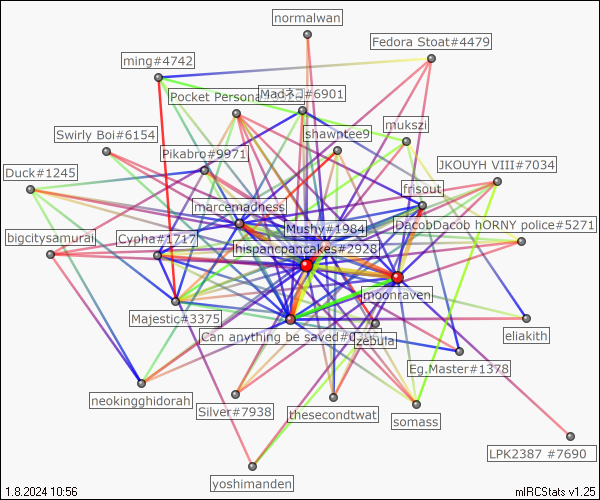 normalwan
Fedora Stoat#4479
ming#4742
Pocket Persona
Madネコ#6901
mukszi
shawntee9
Swirly Boi#6154
Pikabro#9971
JKOUYH VIII#7034
Duck#1245
frisout
marcemadness
DacobDacob hORNY police#5271
Mushy#1984
bigcitysamurai
Cypha#1717
hispancpancakes#2928
moonraven
Majestic#3375
Can anything be saved#0
zebula
eliakith
Eg.Master#1378
neokingghidorah
Silver#7938
thesecondtwat
somass
LPK2387 #7690
yoshimanden
1.8.2024 10:56
mIRCStats v1.25